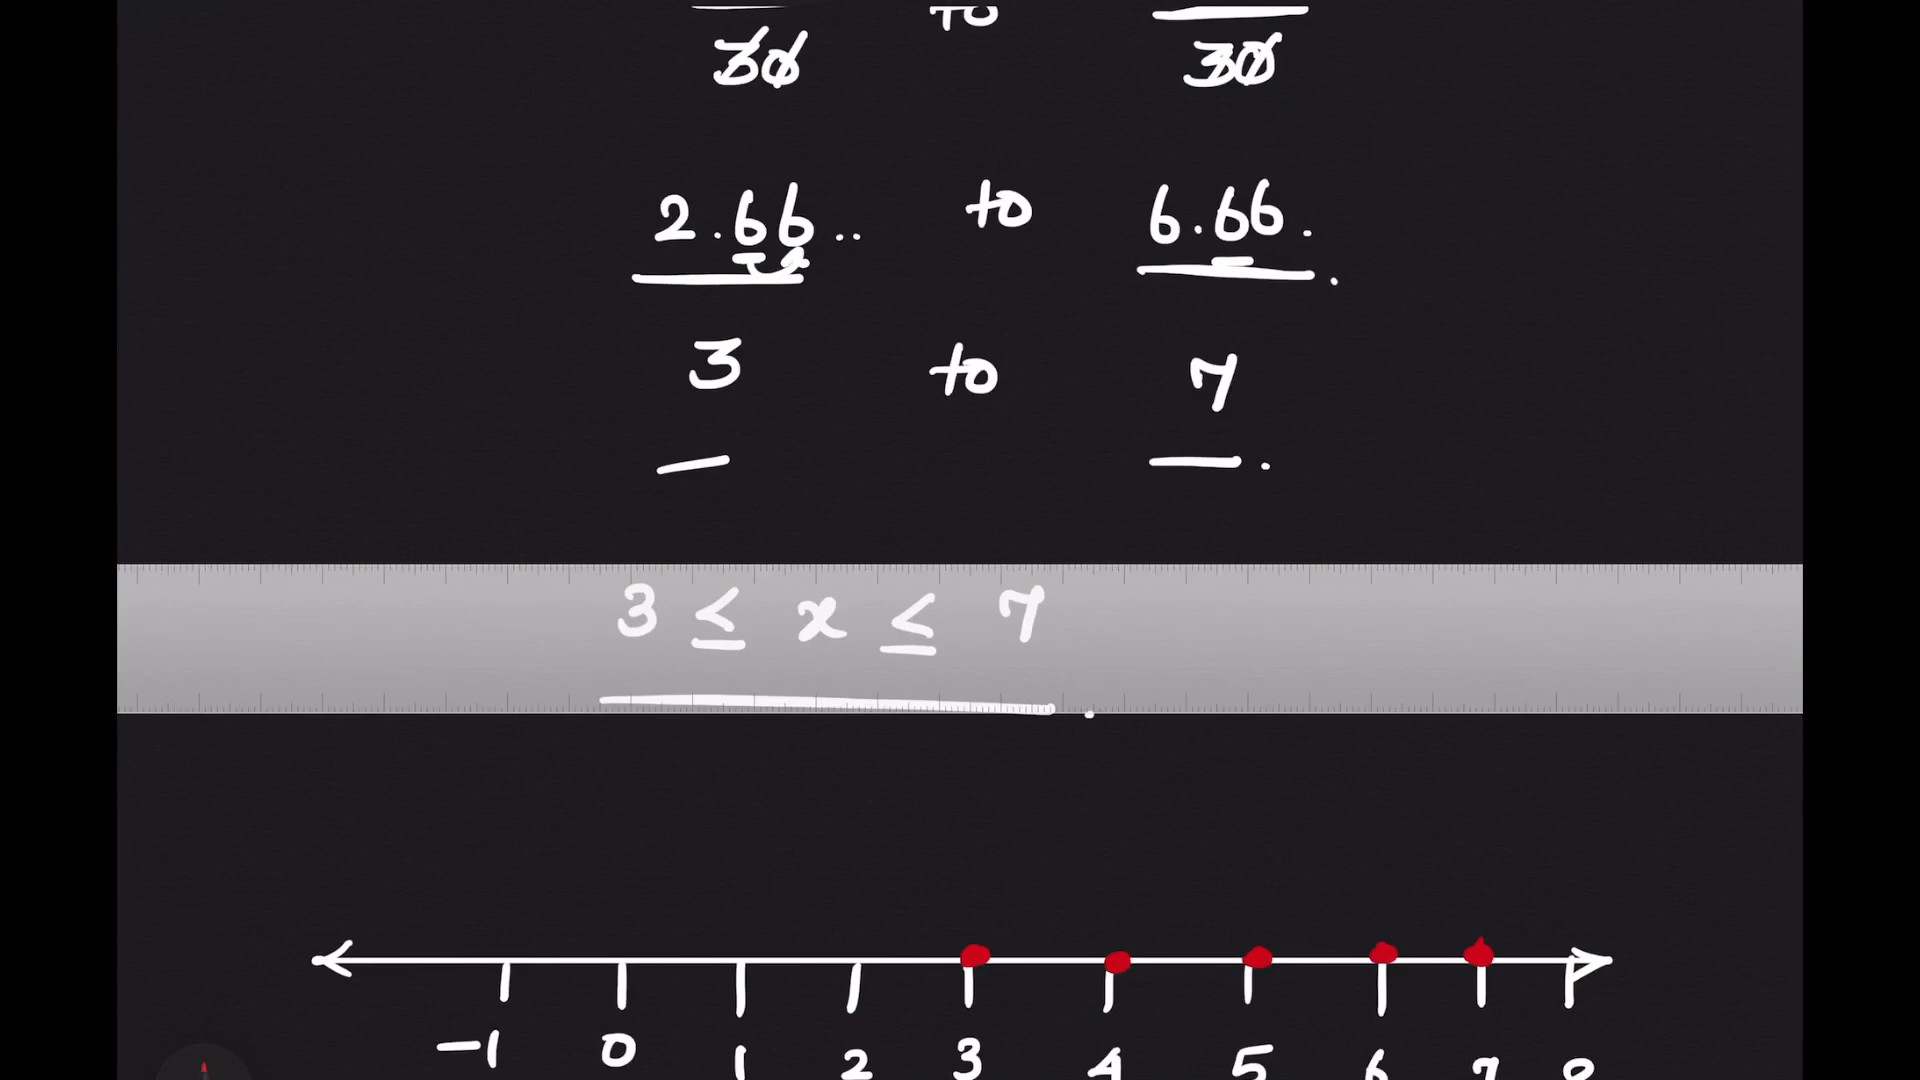 30 to 30
2.66.. to 6.66.
3 to 7
3 ≤ x ≤ 7
-1 0 1 2 3 4 5 6 7 8